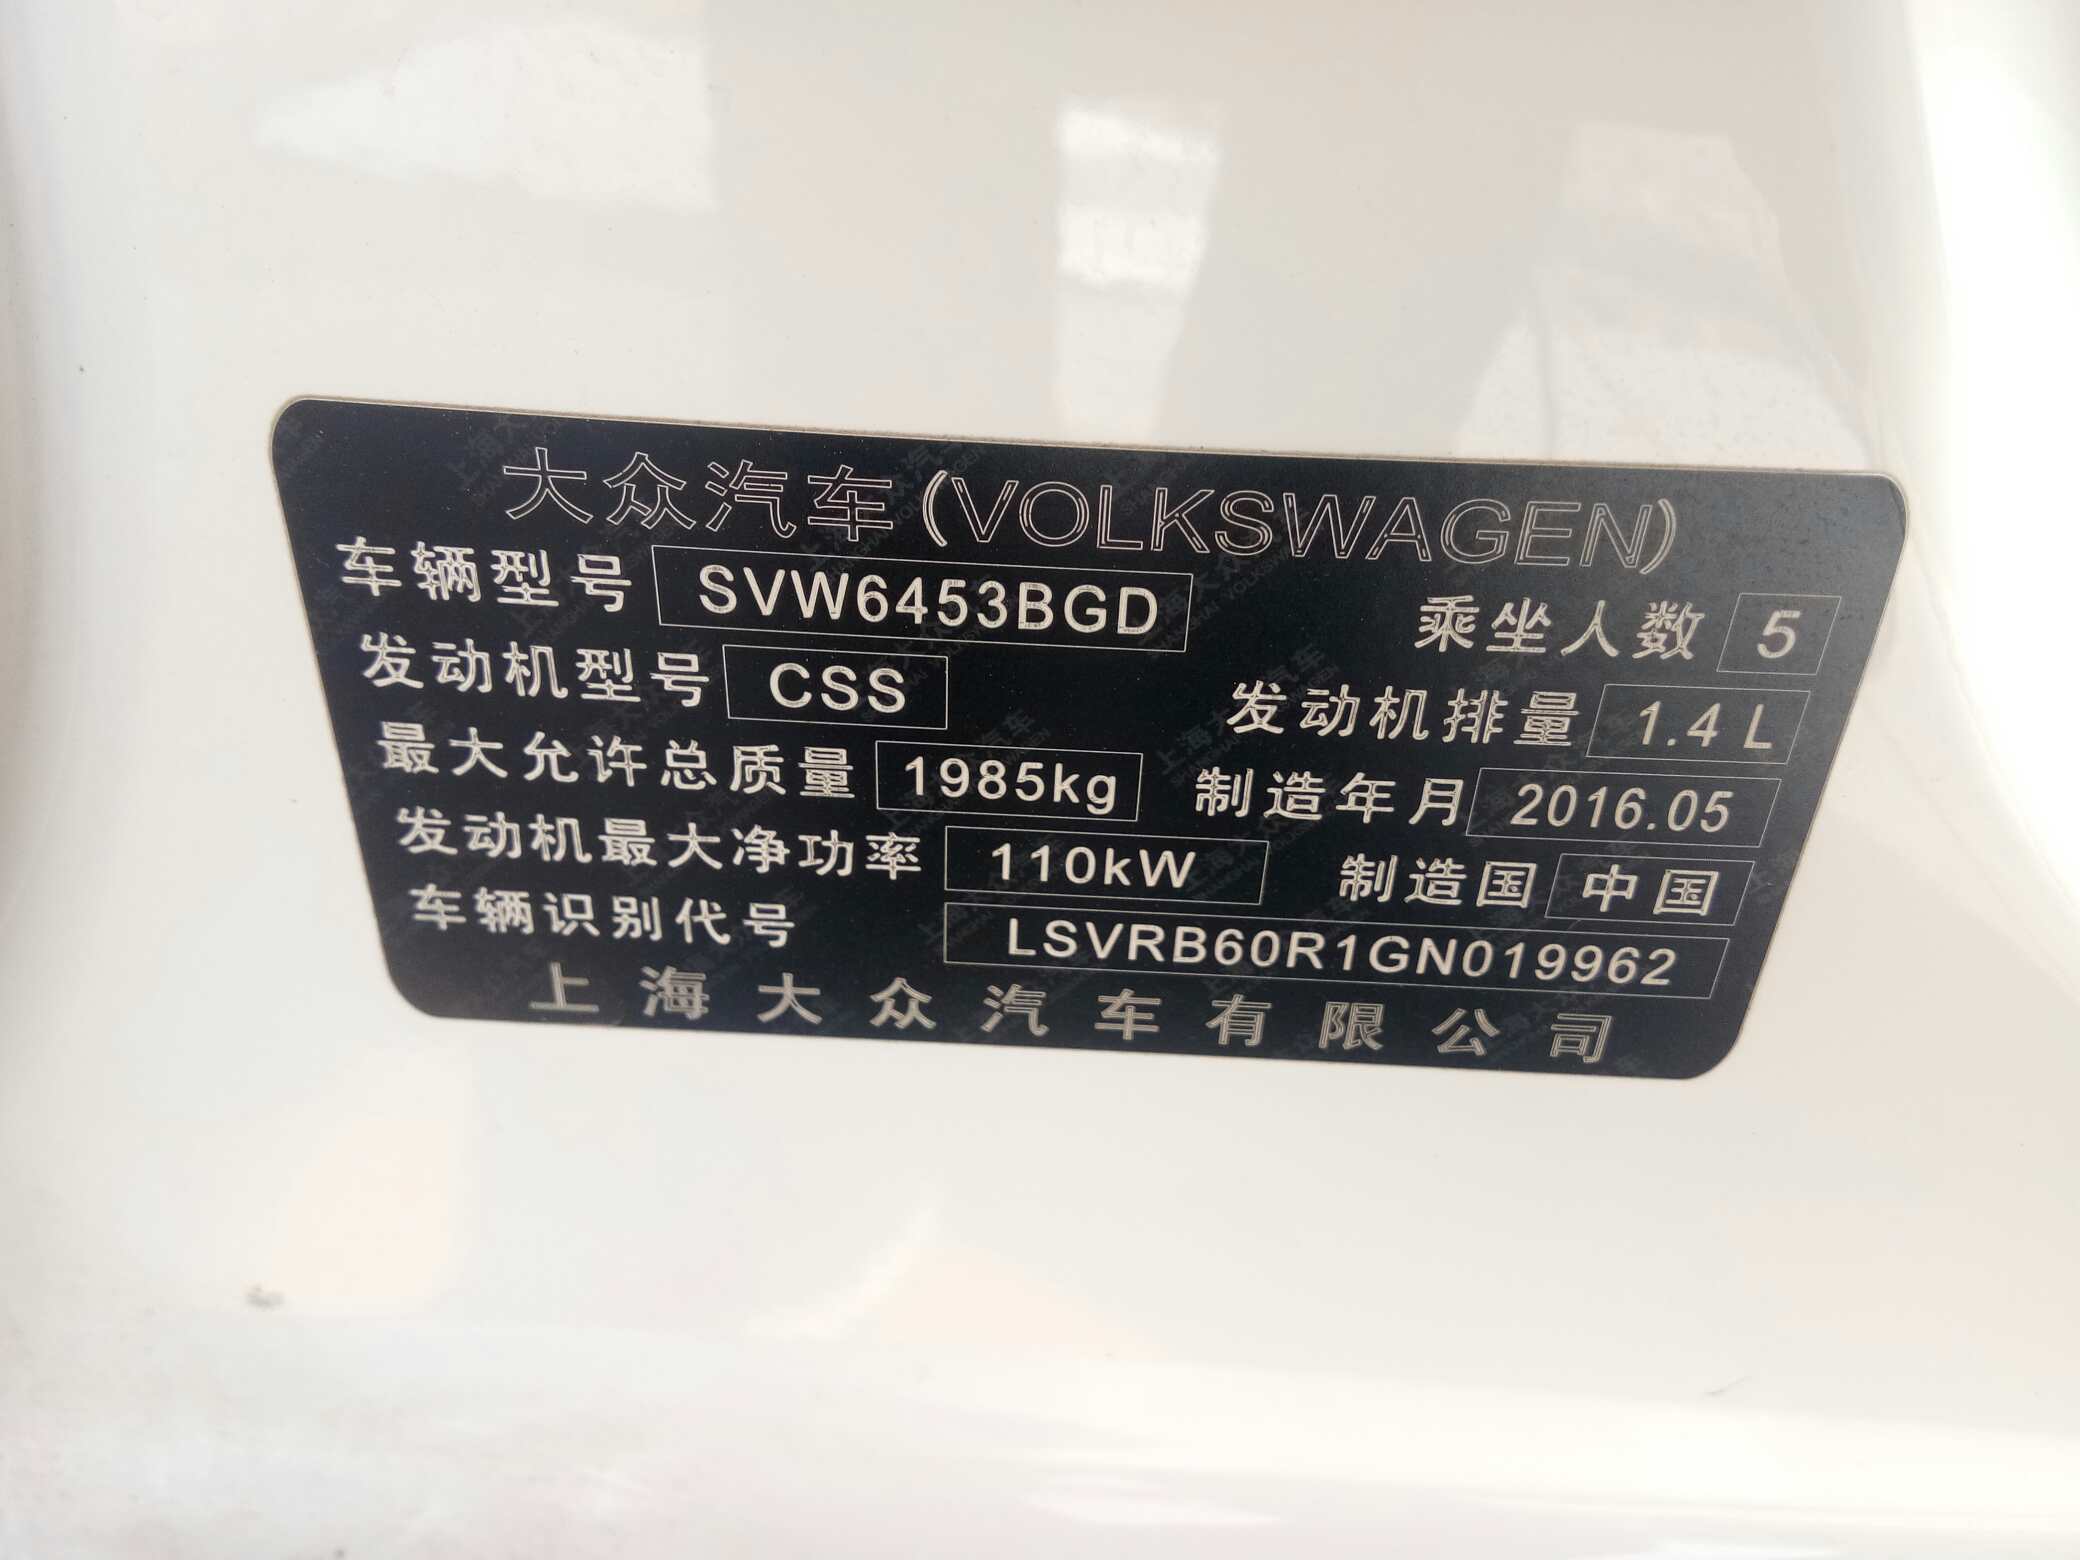 大众汽车(VOLKSWAGEN)
车辆型号 SVW6453BGD 乘坐人数 5
发动机型号 CSS 发动机排量 1.4 L
最大允许总质量 1985kg 制造年月 2016.05
发动机最大净功率 110kW 制造国 中国
车辆识别代号 LSVRB60R1GN019962
上海大众汽车有限公司